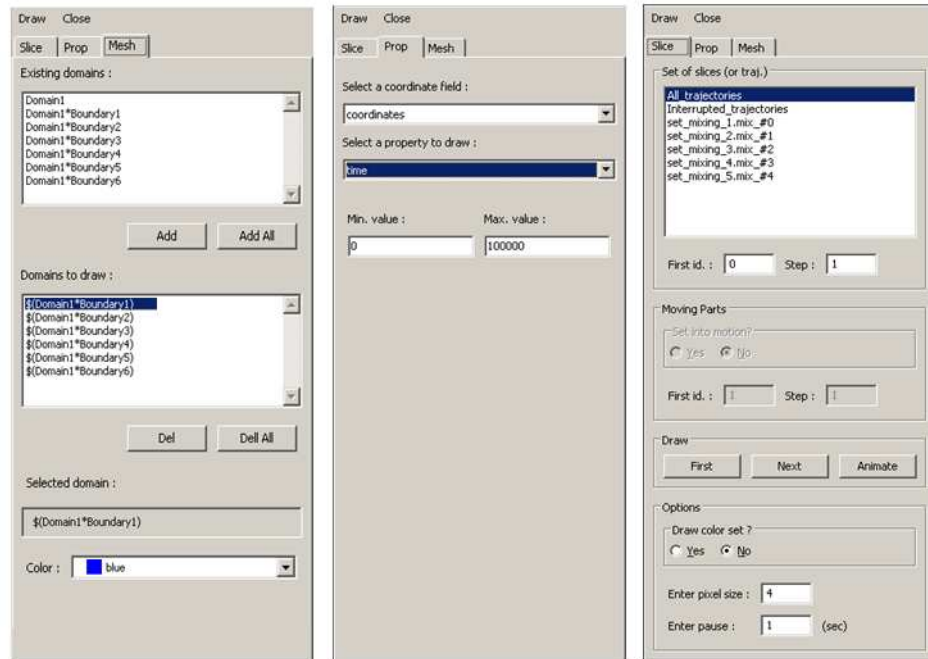 Draw Close
Slice Prop Mesh
Existing domains :
Domain1
Domain1*Boundary1
Domain1*Boundary2
Domain1*Boundary3
Domain1*Boundary4
Domain1*Boundary5
Domain1*Boundary6
Add Add All
Domains to draw :
$(Domain1*Boundary1)
$(Domain1*Boundary2)
$(Domain1*Boundary3)
$(Domain1*Boundary4)
$(Domain1*Boundary5)
$(Domain1*Boundary6)
Del Dell All
Selected domain :
$(Domain1*Boundary1)
Color : blue
Draw Close
Slice Prop Mesh
Select a coordinate field :
coordinates
Select a property to draw :
time
Min. value : Max. value :
0 100000
Draw Close
Slice Prop Mesh
Set of slices (or traj.)
All_trajectories
Interrupted_trajectories
set_mixing_1.mix_#0
set_mixing_2.mix_#1
set_mixing_3.mix_#2
set_mixing_4.mix_#3
set_mixing_5.mix_#4
First id. : 0 Step : 1
Moving Parts
Set into motion?
Yes No
First id. : 1 Step : 1
Draw
First Next Animate
Options
Draw color set ?
Yes No
Enter pixel size : 4
Enter pause : 1 (sec)